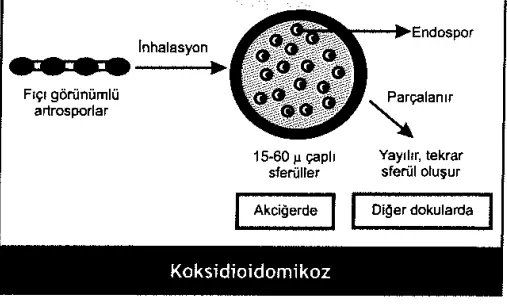 İnhalasyon
Endospor
Fıçı görünümlü
artrosporlar
Parçalanır
15-60 µ çaplı
sferüller
Yayılır, tekrar
sferül oluşur
Akciğerde
Diğer dokularda
Koksidioidomikoz